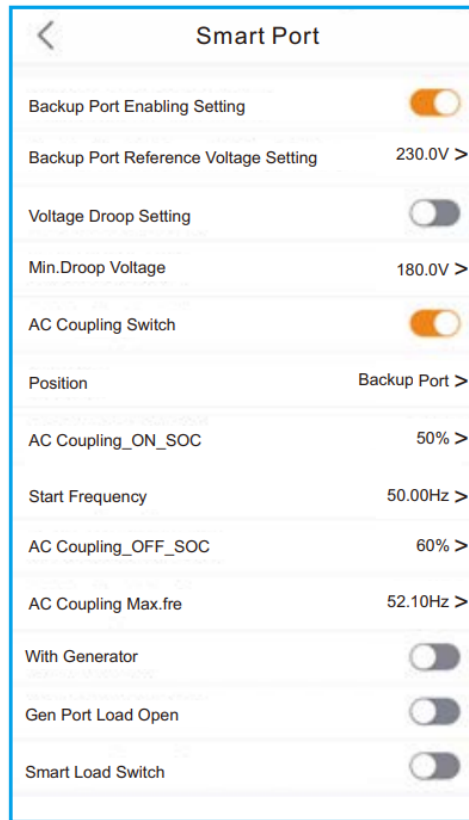 Smart Port
Backup Port Enabling Setting
Backup Port Reference Voltage Setting 230.0V >
Voltage Droop Setting
Min.Droop Voltage 180.0V >
AC Coupling Switch
Position Backup Port >
AC Coupling_ON_SOC 50% >
Start Frequency 50.00Hz >
AC Coupling_OFF_SOC 60% >
AC Coupling Max.fre 52.10Hz >
With Generator
Gen Port Load Open
Smart Load Switch